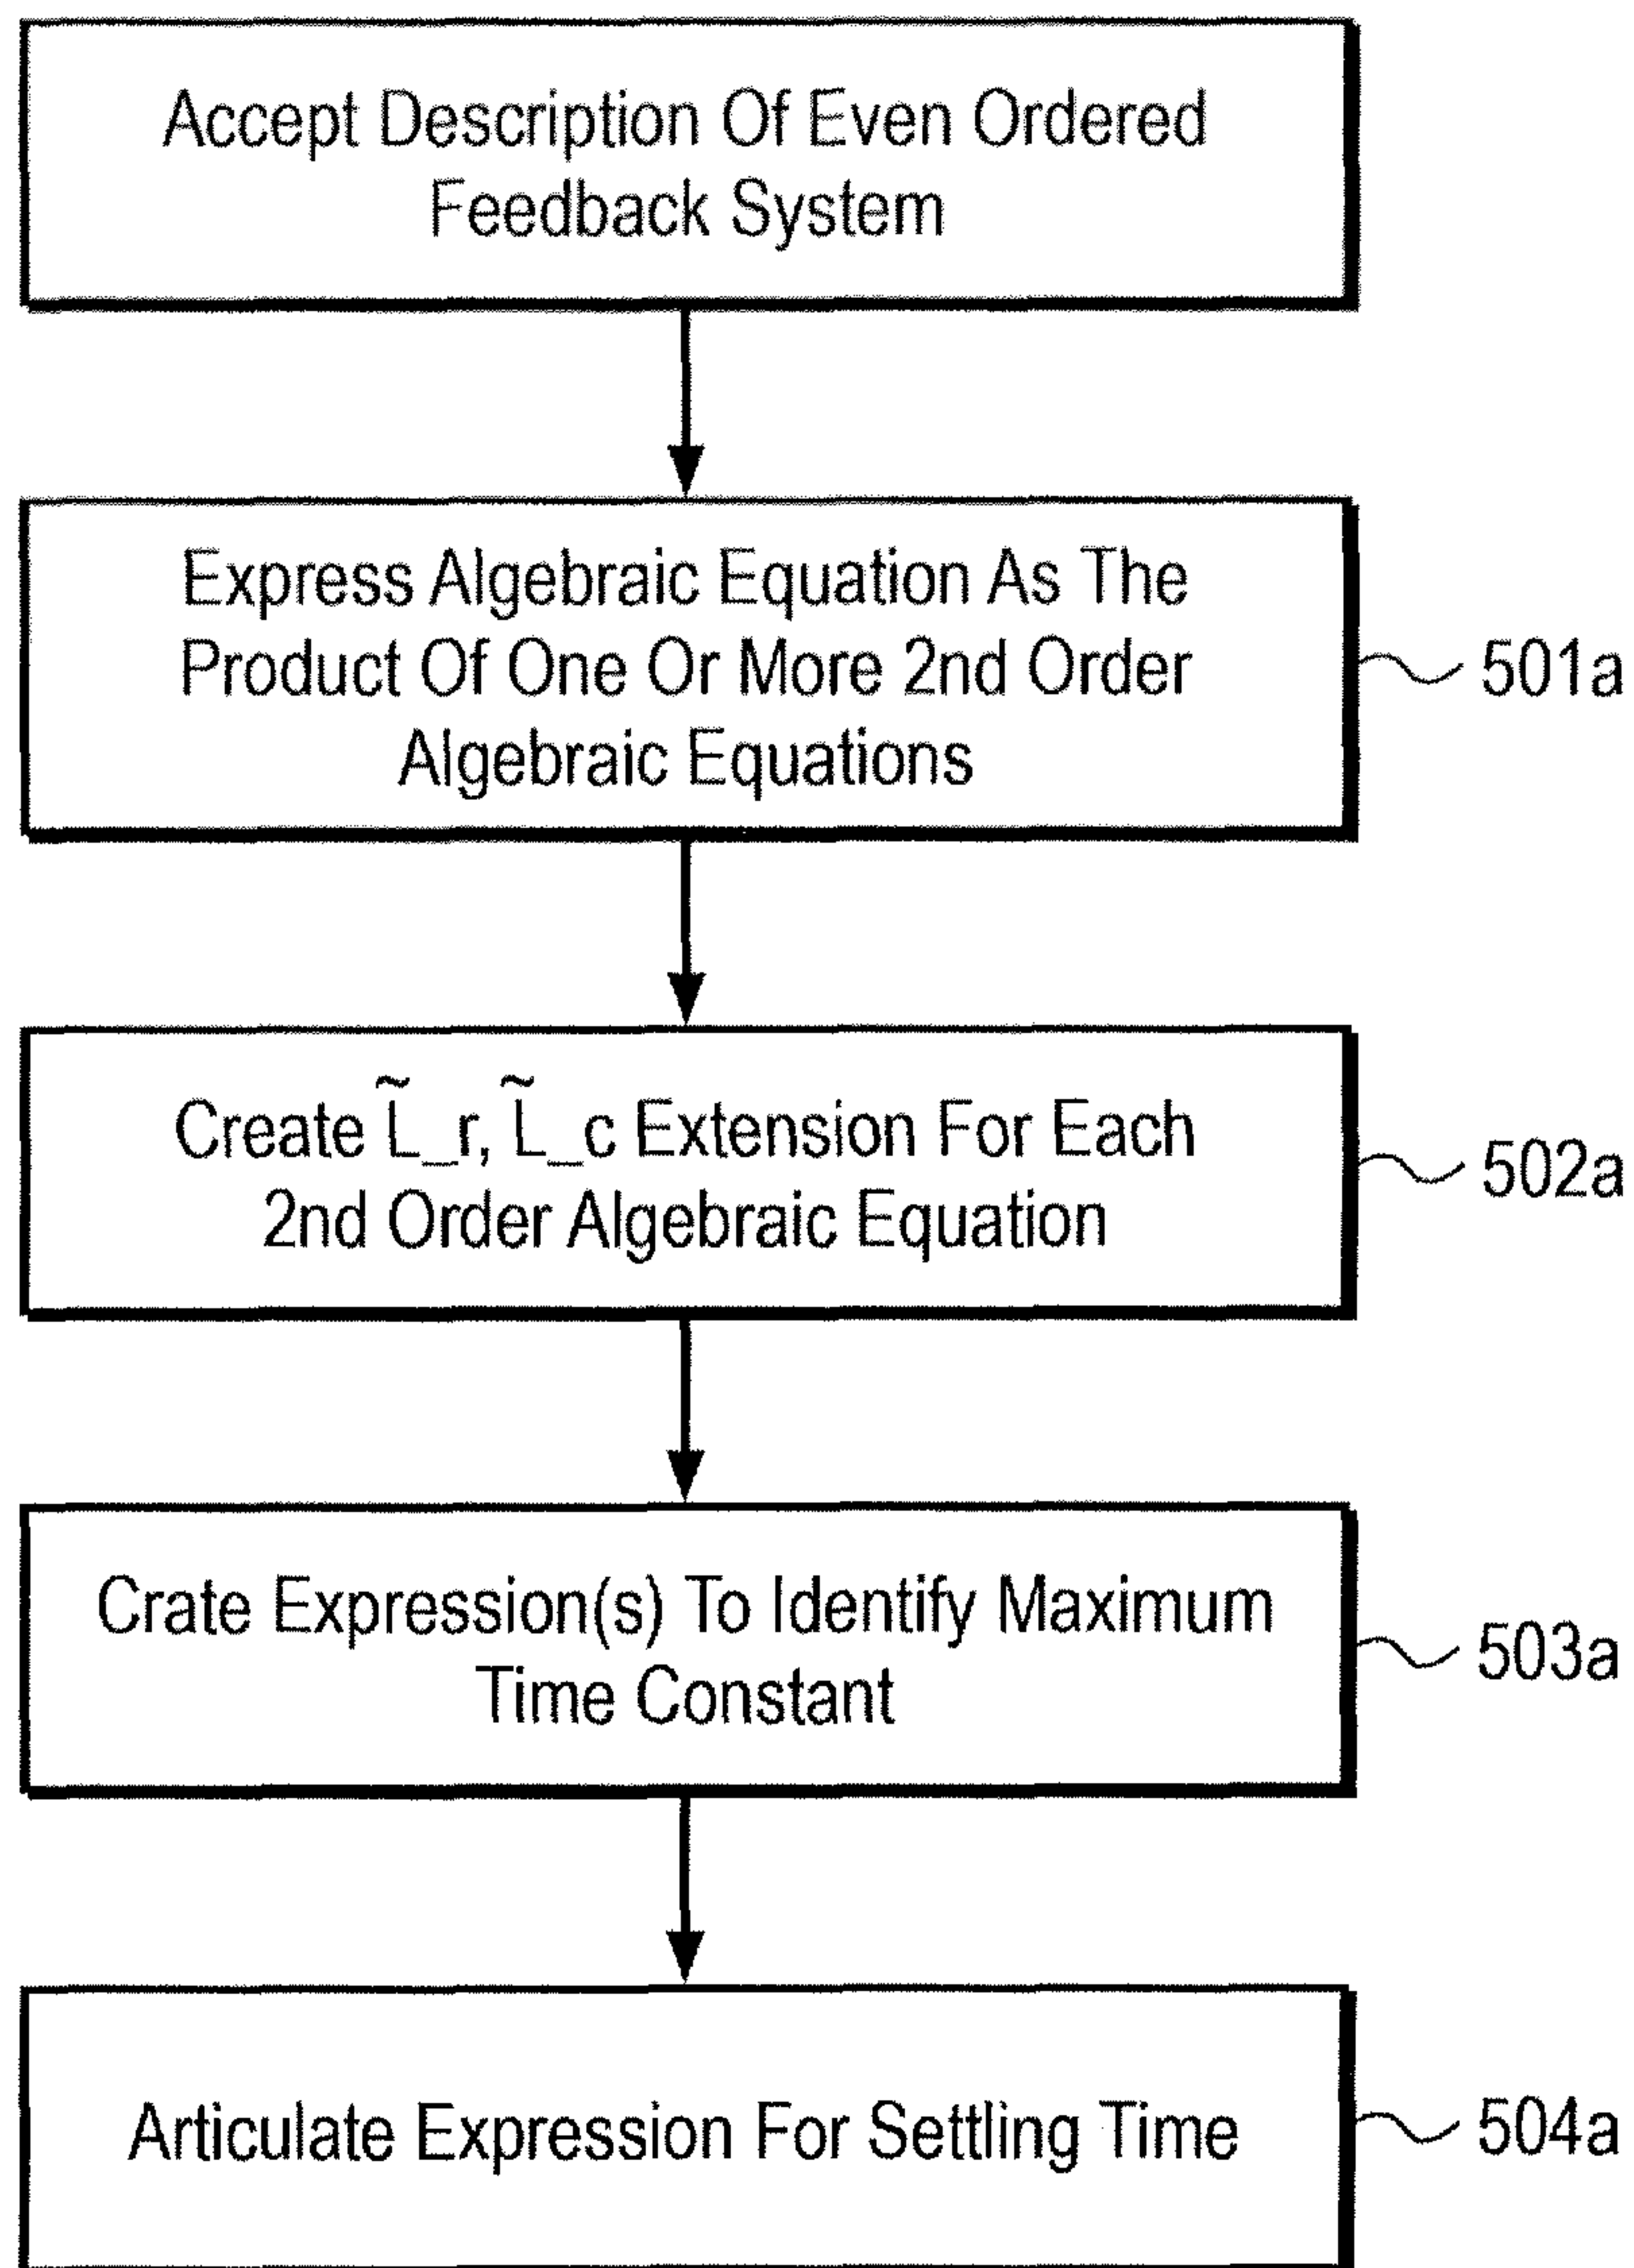 Accept Description Of Even Ordered
Feedback System
Express Algebraic Equation As The
Product Of One Or More 2nd Order
Algebraic Equations
501a
Create L̃_r, L̃_c Extension For Each
2nd Order Algebraic Equation
502a
Crate Expression(s) To Identify Maximum
Time Constant
503a
Articulate Expression For Settling Time
504a